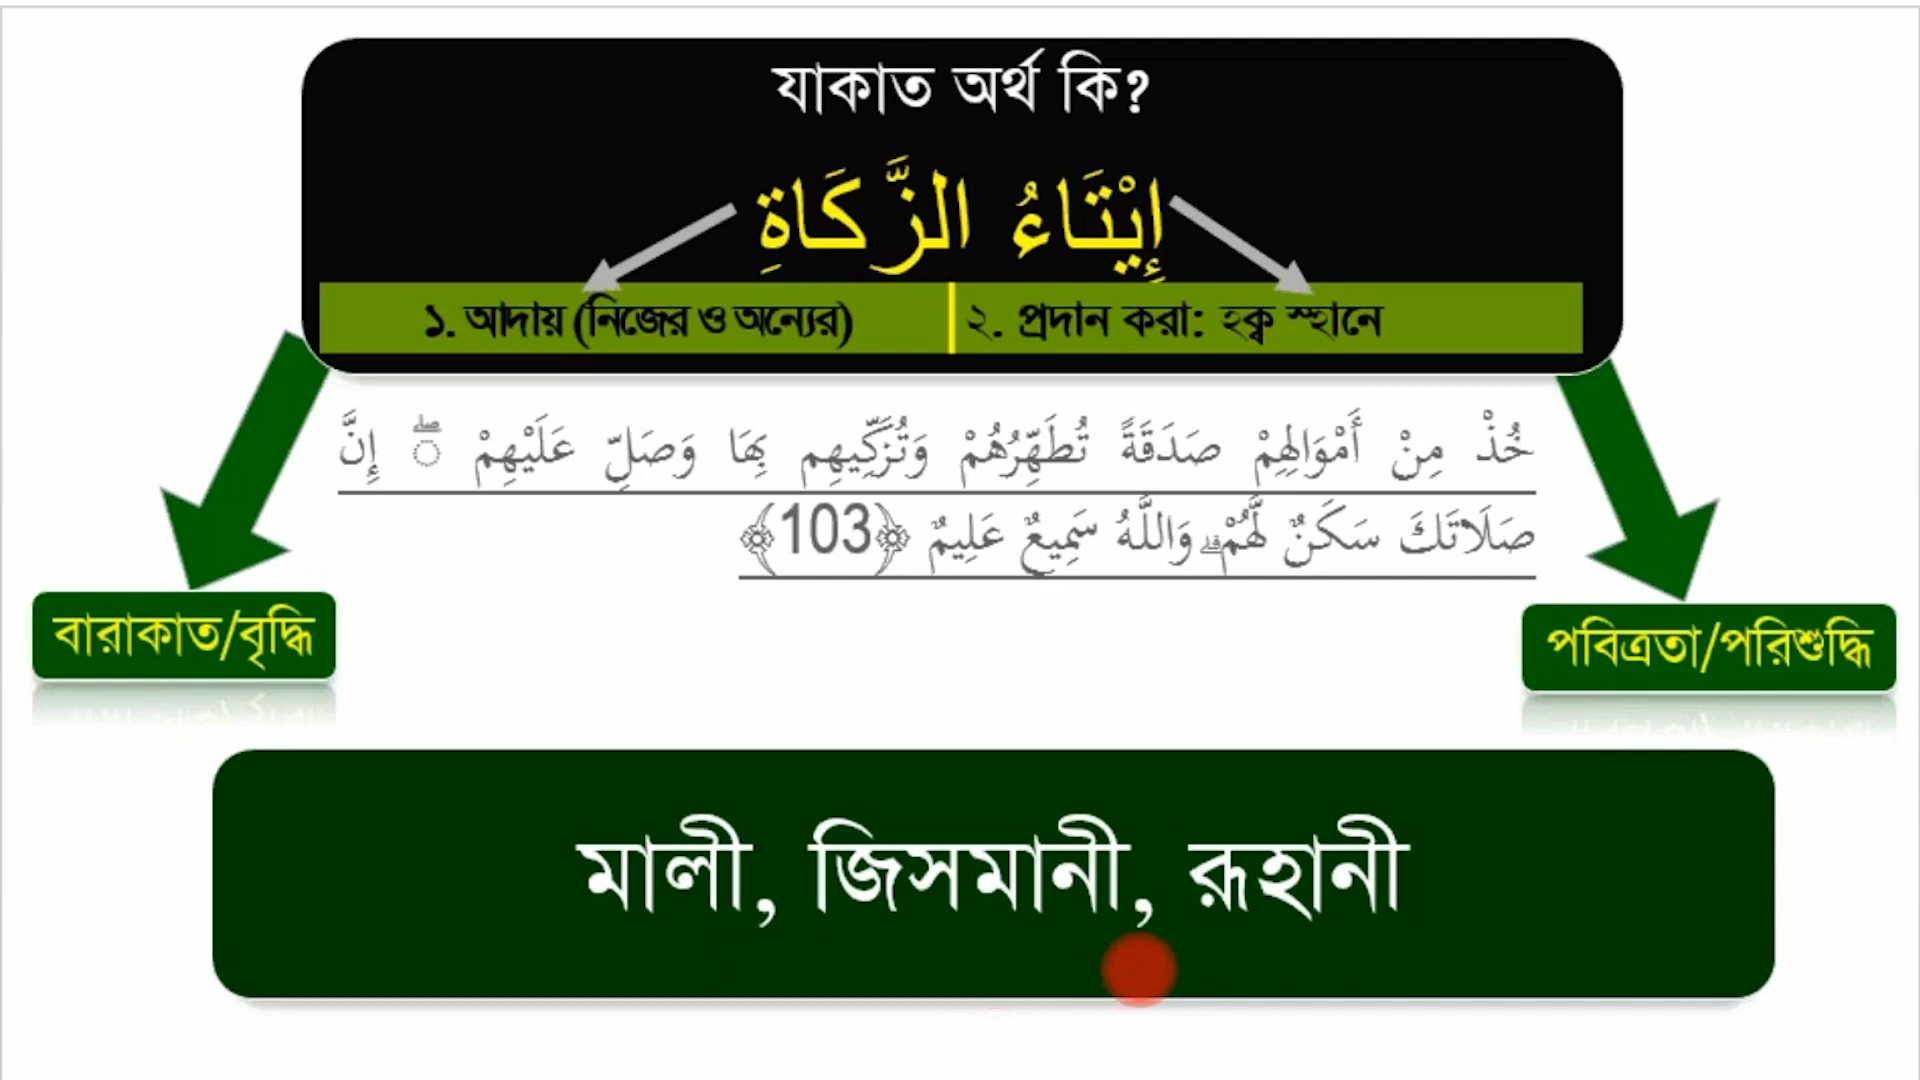 যাকাত অর্থ কি?
إِيْتَاءُ الزَّكَاةِ
১. আদায় (নিজের ও অন্যের)
২. প্রদান করা: হক্ব স্থানে
خُذْ مِنْ أَمْوَالِهِمْ صَدَقَةً تُطَهِّرُهُمْ وَتُزَكِّيهِم بِهَا وَصَلِّ عَلَيْهِمْ ۖ إِنَّ
صَلَاتَكَ سَكَنٌ لَّهُمْ ۗ وَاللَّهُ سَمِيعٌ عَلِيمٌ ﴿103﴾
বারাকাত/বৃদ্ধি
পবিত্রতা/পরিশুদ্ধি
মালী, জিসমানী, রূহানী